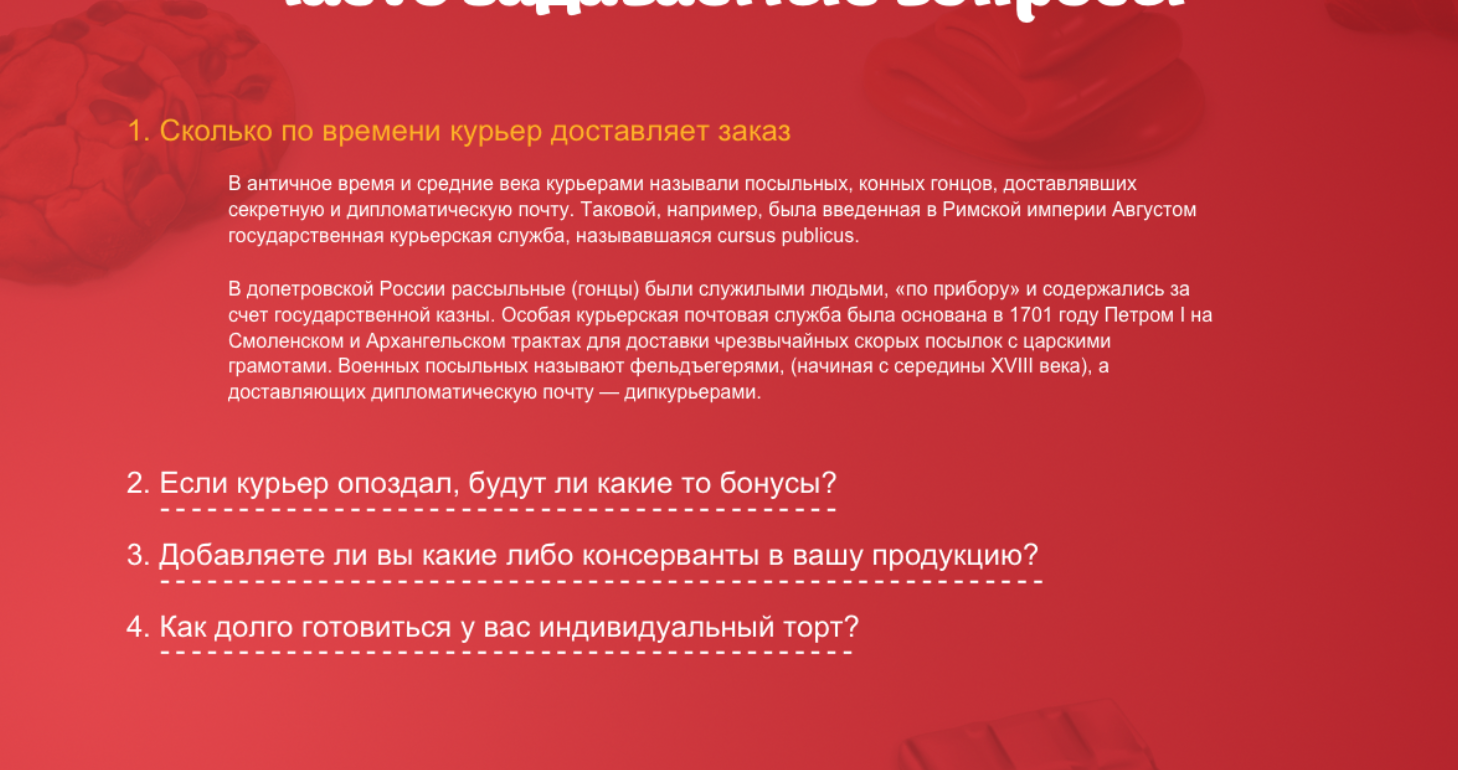 часто задаваемые вопросы
1. Сколько по времени курьер доставляет заказ
В античное время и средние века курьерами называли посыльных, конных гонцов, доставлявших
секретную и дипломатическую почту. Таковой, например, была введенная в Римской империи Августом
государственная курьерская служба, называвшаяся cursus publicus.
В допетровской России рассыльные (гонцы) были служилыми людьми, «по прибору» и содержались за
счет государственной казны. Особая курьерская почтовая служба была основана в 1701 году Петром I на
Смоленском и Архангельском трактах для доставки чрезвычайных скорых посылок с царскими
грамотами. Военных посыльных называют фельдъегерями, (начиная с середины XVIII века), а
доставляющих дипломатическую почту — дипкурьерами.
2. Если курьер опоздал, будут ли какие то бонусы?
3. Добавляете ли вы какие либо консерванты в вашу продукцию?
4. Как долго готовиться у вас индивидуальный торт?